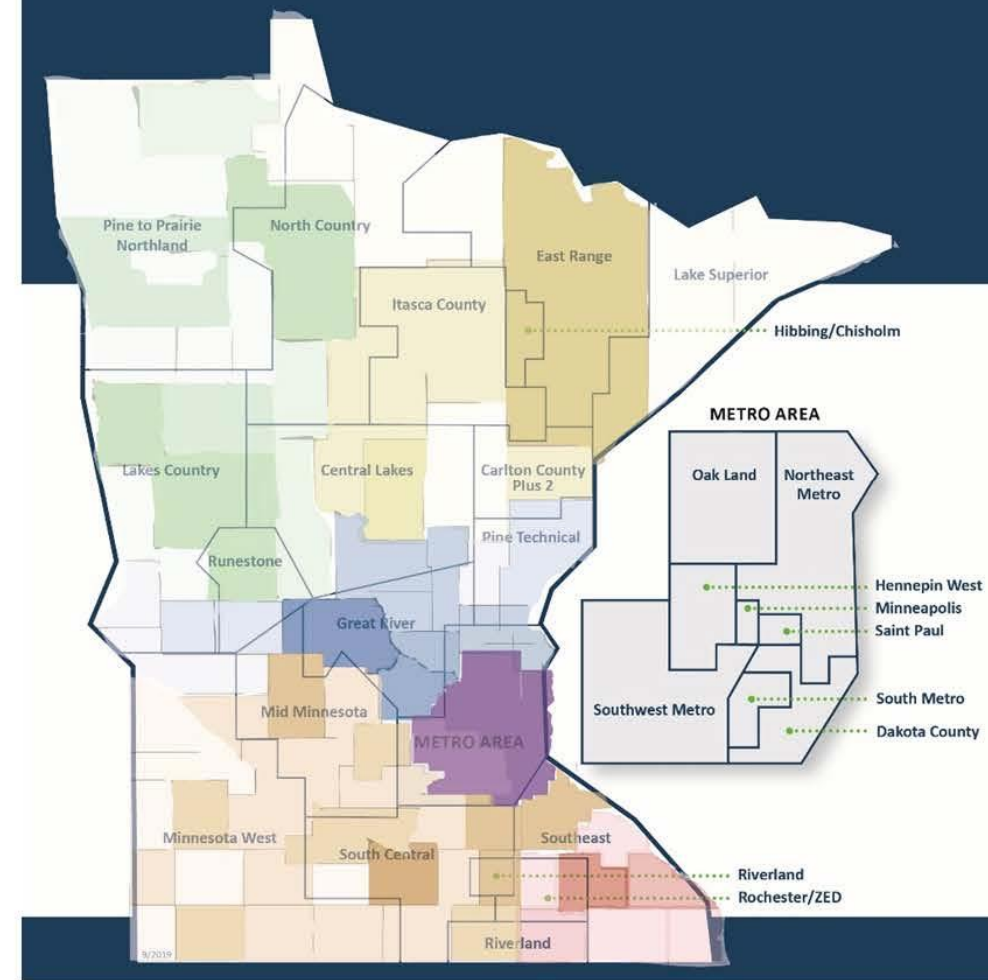 Pine to Prairie
Northland
North Country
East Range
Lake Superior
Itasca County
Hibbing/Chisholm
METRO AREA
Lakes Country
Central Lakes
Carlton County
Plus 2
Oak Land
Northeast
Metro
Pine Technical
Runestone
Hennepin West
Minneapolis
Great River
Saint Paul
South Metro
Southwest Metro
Mid Minnesota
Dakota County
METRO AREA
Minnesota West
Southeast
South Central
Riverland
Rochester/ZED
Riverland
9/2019